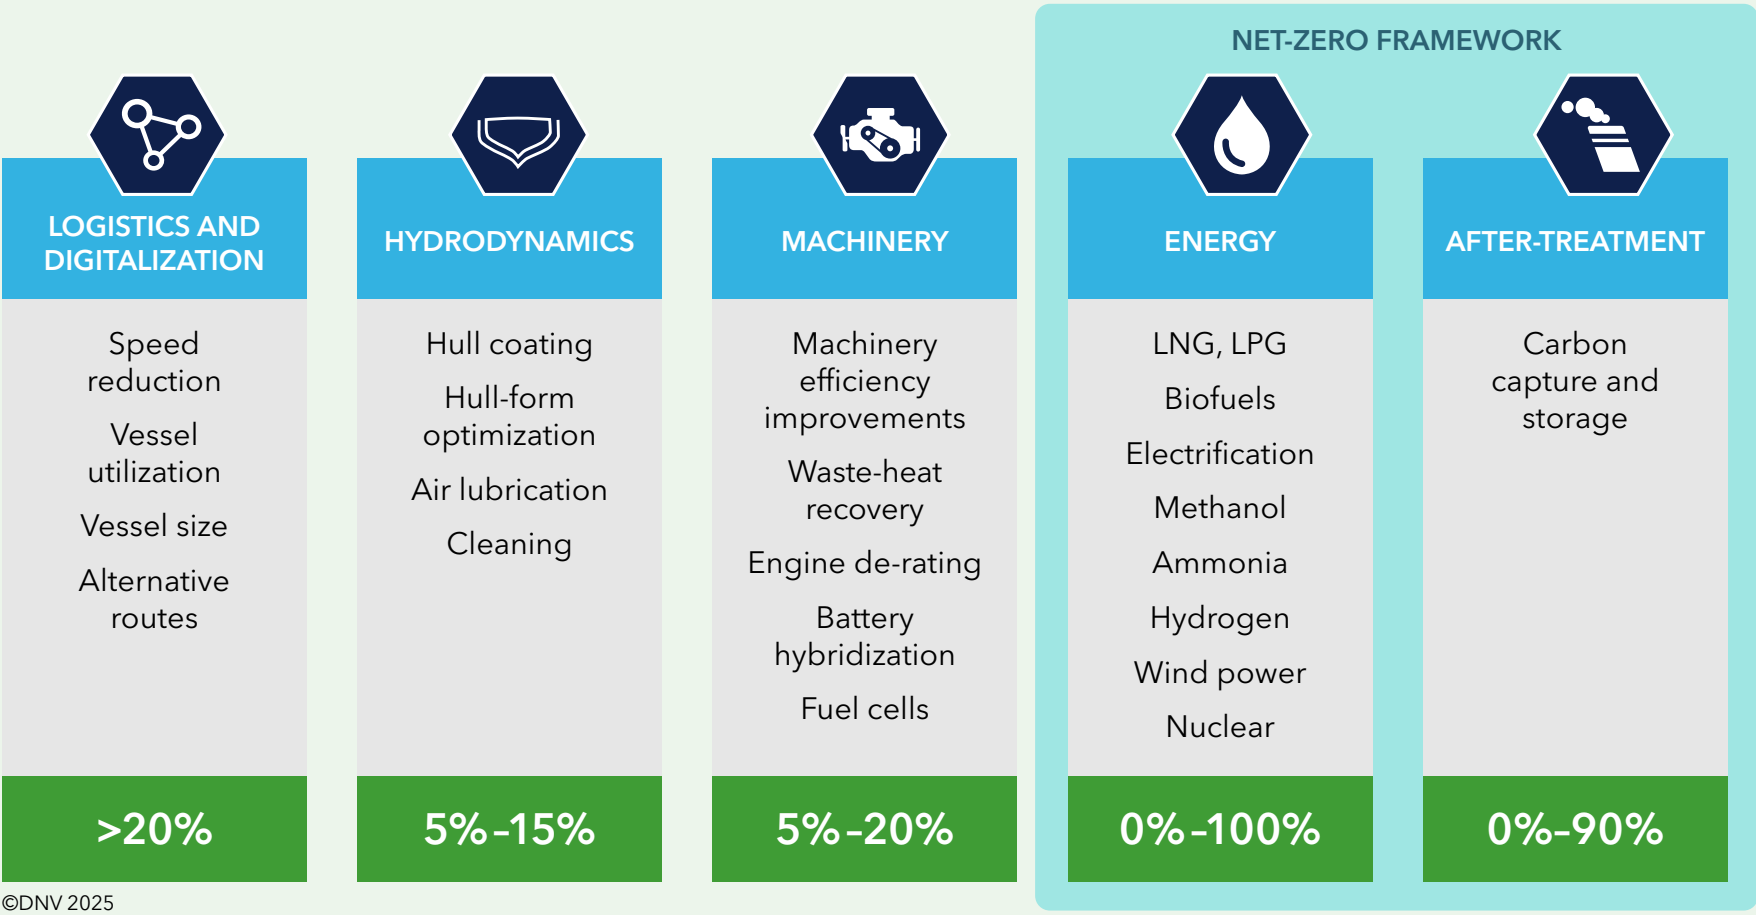 NET-ZERO FRAMEWORK
LOGISTICS AND
DIGITALIZATION
Speed
reduction
Vessel
utilization
Vessel size
Alternative
routes
>20%
HYDRODYNAMICS
Hull coating
Hull-form
optimization
Air lubrication
Cleaning
5%–15%
MACHINERY
Machinery
efficiency
improvements
Waste-heat
recovery
Engine de-rating
Battery
hybridization
Fuel cells
5%–20%
ENERGY
LNG, LPG
Biofuels
Electrification
Methanol
Ammonia
Hydrogen
Wind power
Nuclear
0%–100%
AFTER-TREATMENT
Carbon
capture and
storage
0%–90%
©DNV 2025